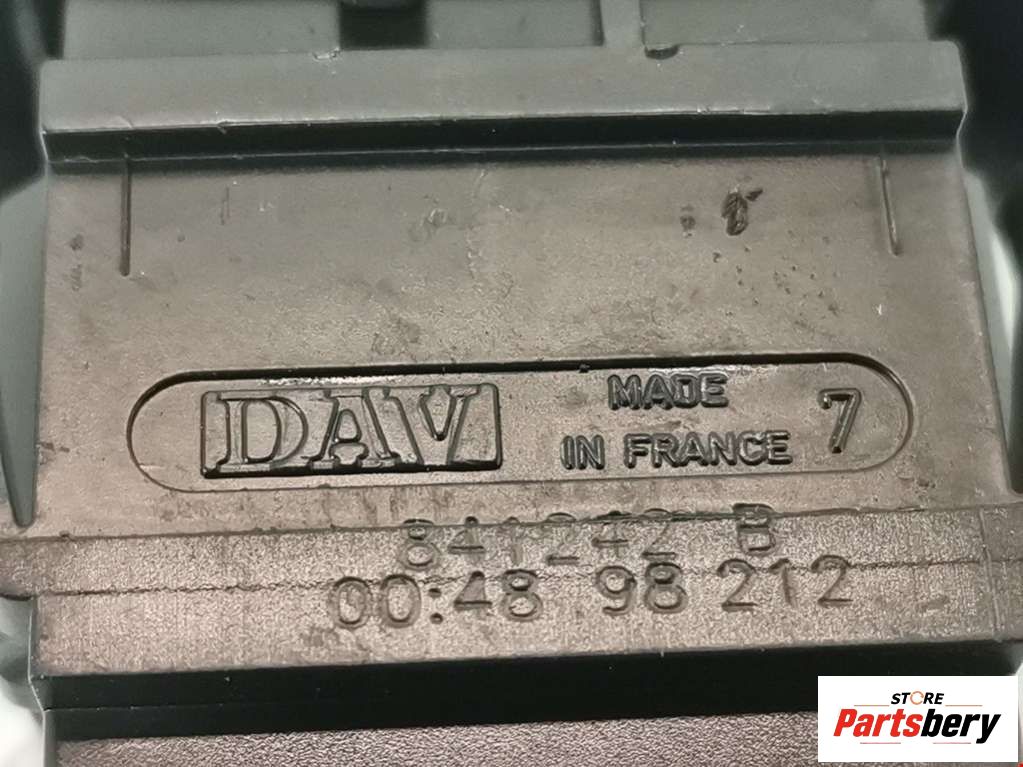 DAV
MADE
IN FRANCE
7
841242 B
00:48 98 212
STORE
Partsbery